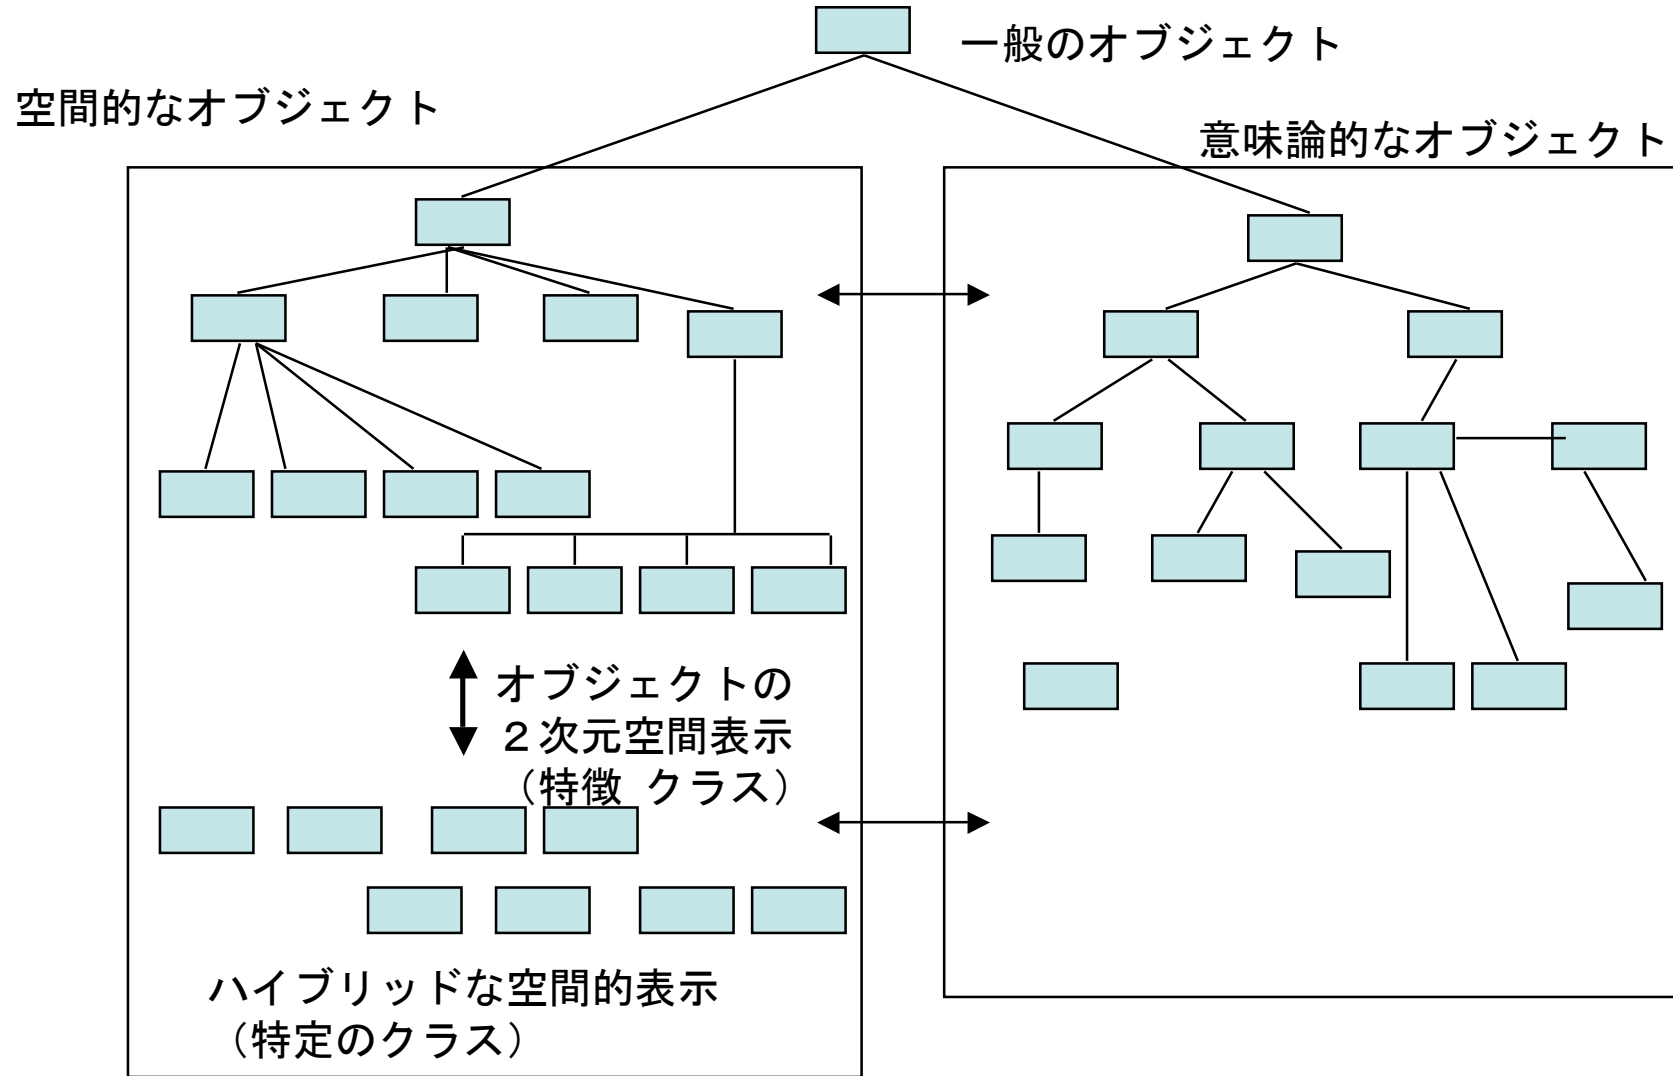 一般のオブジェクト
空間的なオブジェクト
意味論的なオブジェクト
オブジェクトの
２次元空間表示
（特徴 クラス）
ハイブリッドな空間的表示
（特定のクラス）